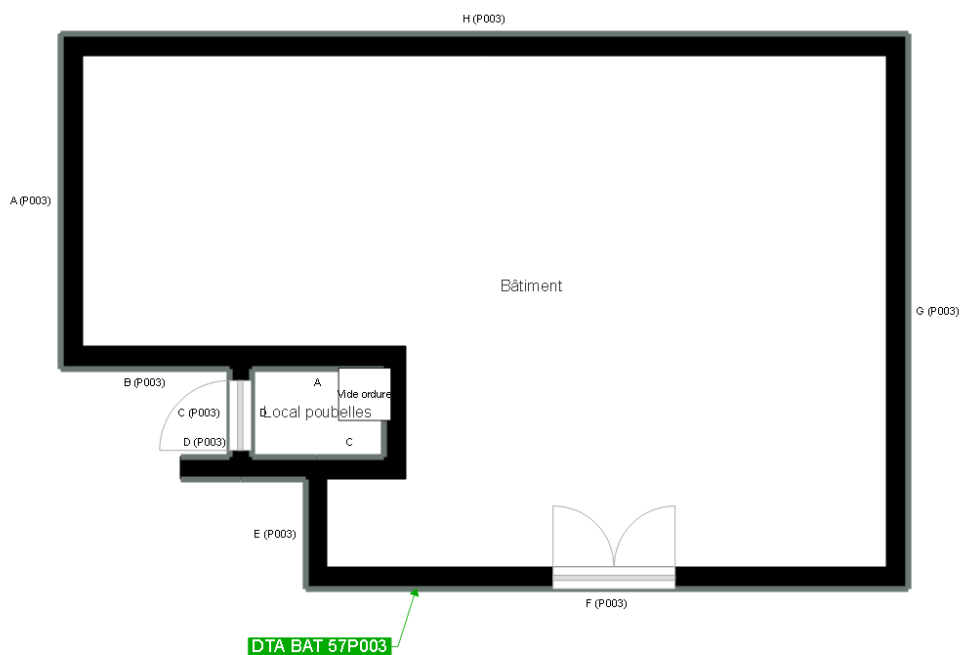 H (P003)
A (P003)
Bâtiment
G (P003)
B (P003)
A
Vide ordure
C (P003)
D
Local poubelles
D (P003)
C
E (P003)
F (P003)
DTA BAT 57P003